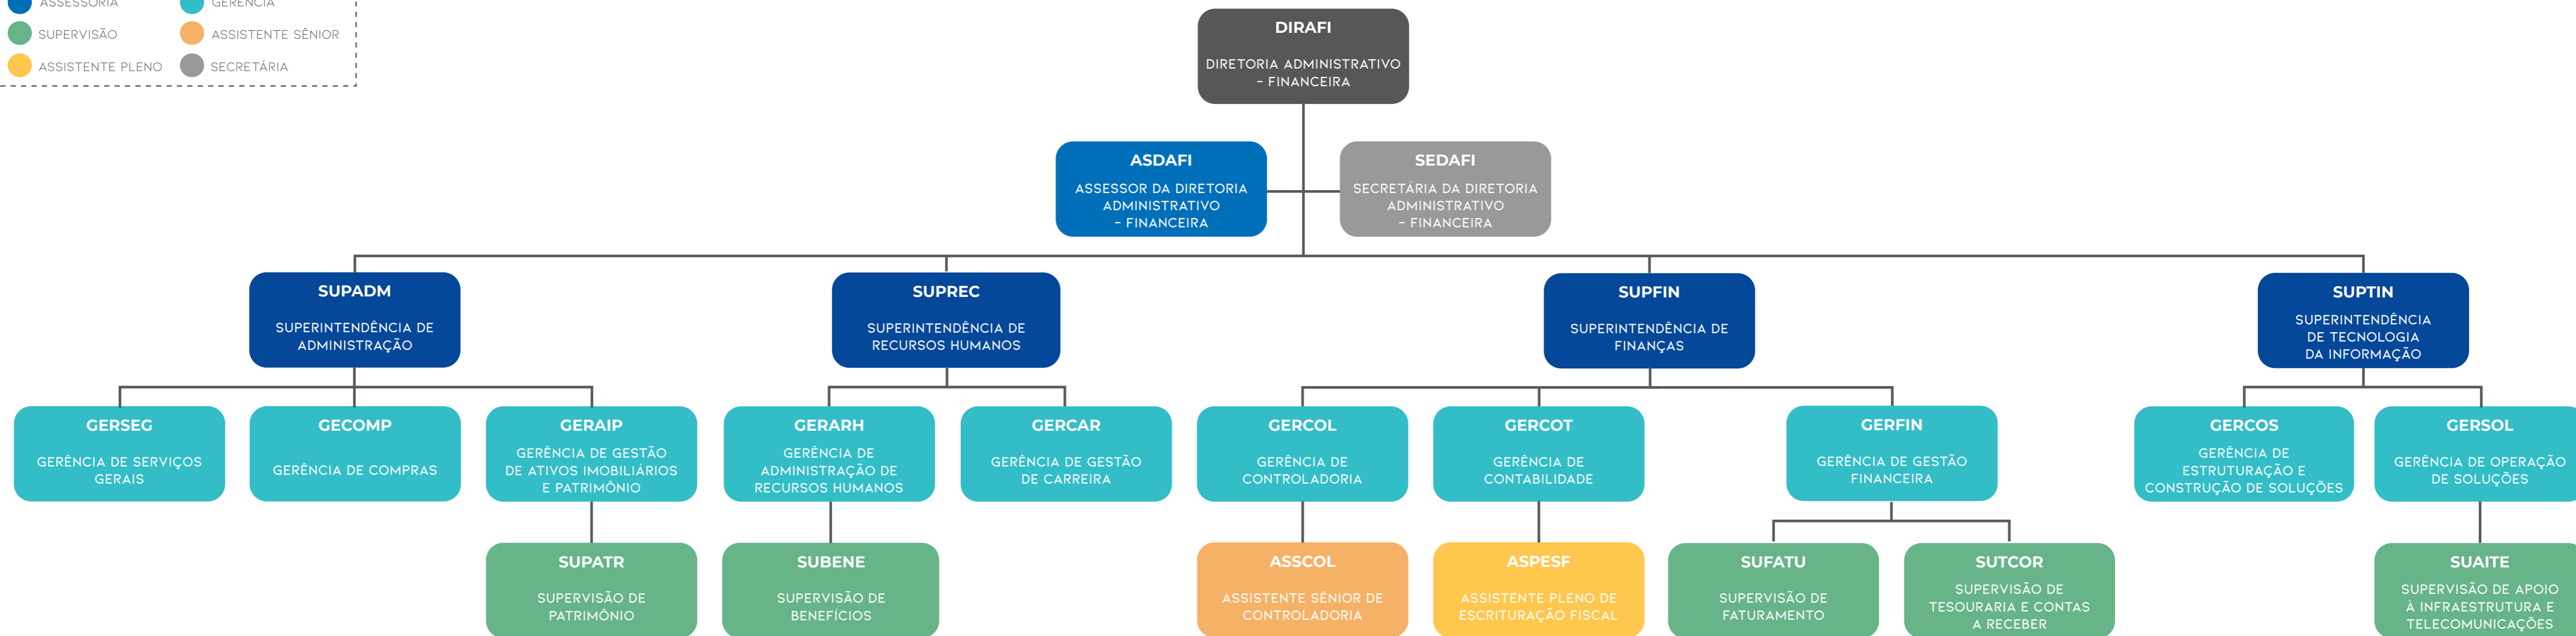 ASSESSORIA
GERÊNCIA
SUPERVISÃO
ASSISTENTE SÊNIOR
ASSISTENTE PLENO
SECRETÁRIA
DIRAFI
DIRETORIA ADMINISTRATIVO
- FINANCEIRA
ASDAFI
ASSESSOR DA DIRETORIA
ADMINISTRATIVO
- FINANCEIRA
SEDAFI
SECRETÁRIA DA DIRETORIA
ADMINISTRATIVO
- FINANCEIRA
SUPADM
SUPERINTENDÊNCIA DE
ADMINISTRAÇÃO
SUPREC
SUPERINTENDÊNCIA DE
RECURSOS HUMANOS
SUPFIN
SUPERINTENDÊNCIA DE
FINANÇAS
SUPTIN
SUPERINTENDÊNCIA
DE TECNOLOGIA
DA INFORMAÇÃO
GERSEG
GERÊNCIA DE SERVIÇOS
GERAIS
GECOMP
GERÊNCIA DE COMPRAS
GERAIP
GERÊNCIA DE GESTÃO
DE ATIVOS IMOBILIÁRIOS
E PATRIMÔNIO
GERARH
GERÊNCIA DE
ADMINISTRAÇÃO DE
RECURSOS HUMANOS
GERCAR
GERÊNCIA DE GESTÃO
DE CARREIRA
GERCOL
GERÊNCIA DE
CONTROLADORIA
GERCOT
GERÊNCIA DE
CONTABILIDADE
GERFIN
GERÊNCIA DE GESTÃO
FINANCEIRA
GERCOS
GERÊNCIA DE
ESTRUTURAÇÃO E
CONSTRUÇÃO DE SOLUÇÕES
GERSOL
GERÊNCIA DE OPERAÇÃO
DE SOLUÇÕES
SUPATR
SUPERVISÃO DE
PATRIMÔNIO
SUBENE
SUPERVISÃO DE
BENEFÍCIOS
ASSCOL
ASSISTENTE SÊNIOR DE
CONTROLADORIA
ASPESF
ASSISTENTE PLENO DE
ESCRITURAÇÃO FISCAL
SUFATU
SUPERVISÃO DE
FATURAMENTO
SUTCOR
SUPERVISÃO DE
TESOURARIA E CONTAS
A RECEBER
SUAITE
SUPERVISÃO DE APOIO
À INFRAESTRUTURA E
TELECOMUNICAÇÕES